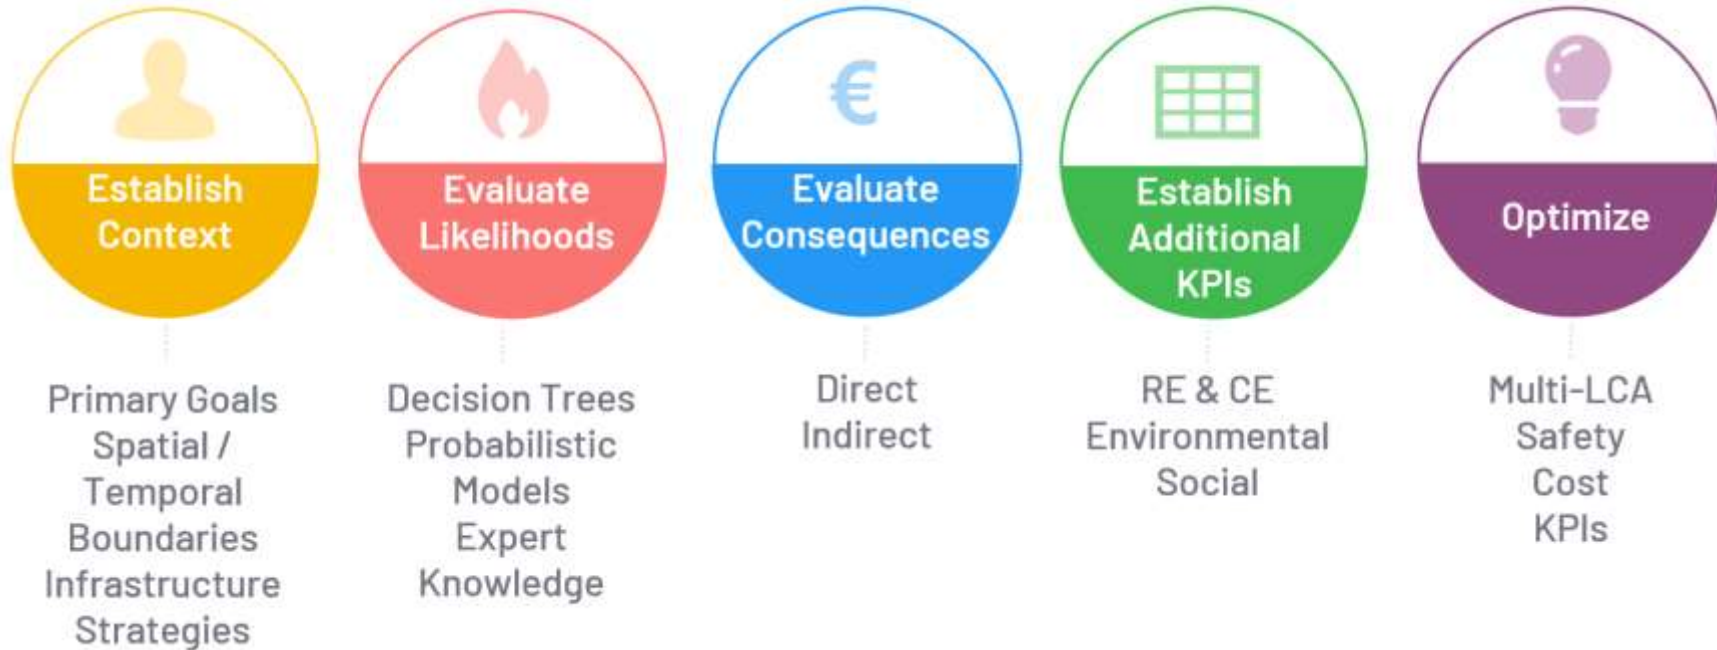 €
Establish
Context
Evaluate
Likelihoods
Evaluate
Consequences
Establish
Additional
KPIs
Optimize
Primary Goals
Spatial /
Temporal
Boundaries
Infrastructure
Strategies
Decision Trees
Probabilistic
Models
Expert
Knowledge
Direct
Indirect
RE & CE
Environmental
Social
Multi-LCA
Safety
Cost
KPIs